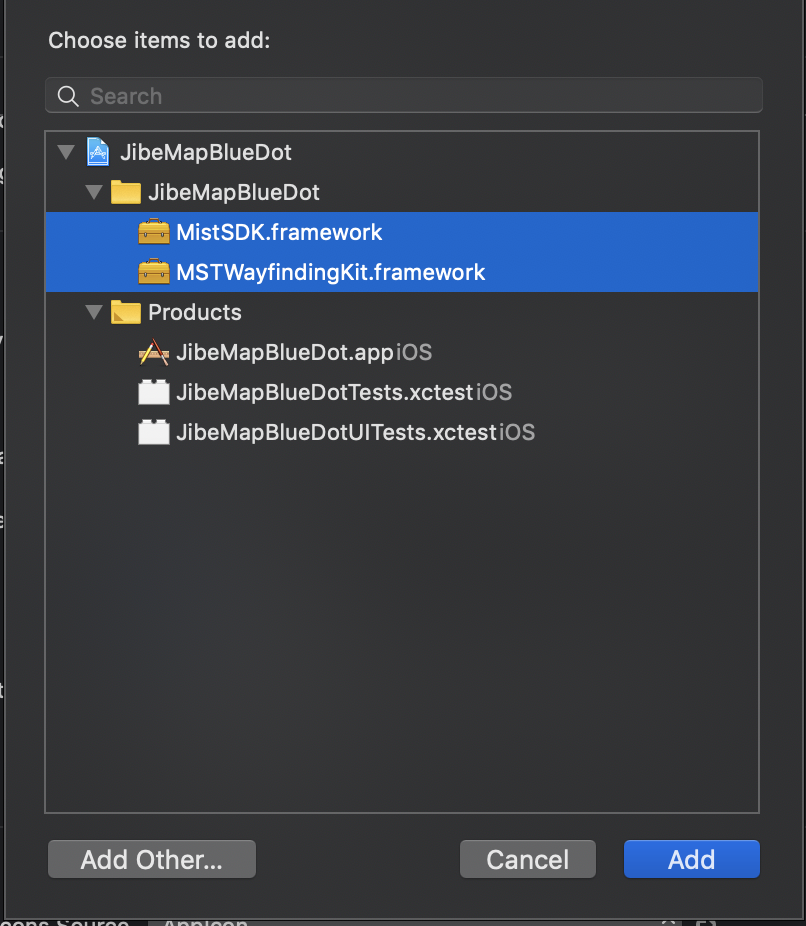 Choose items to add:
Search
JibeMapBlueDot
JibeMapBlueDot
MistSDK.framework
MSTWayfindingKit.framework
Products
JibeMapBlueDot.app iOS
JibeMapBlueDotTests.xctest iOS
JibeMapBlueDotUITests.xctest iOS
Add Other...
Cancel
Add